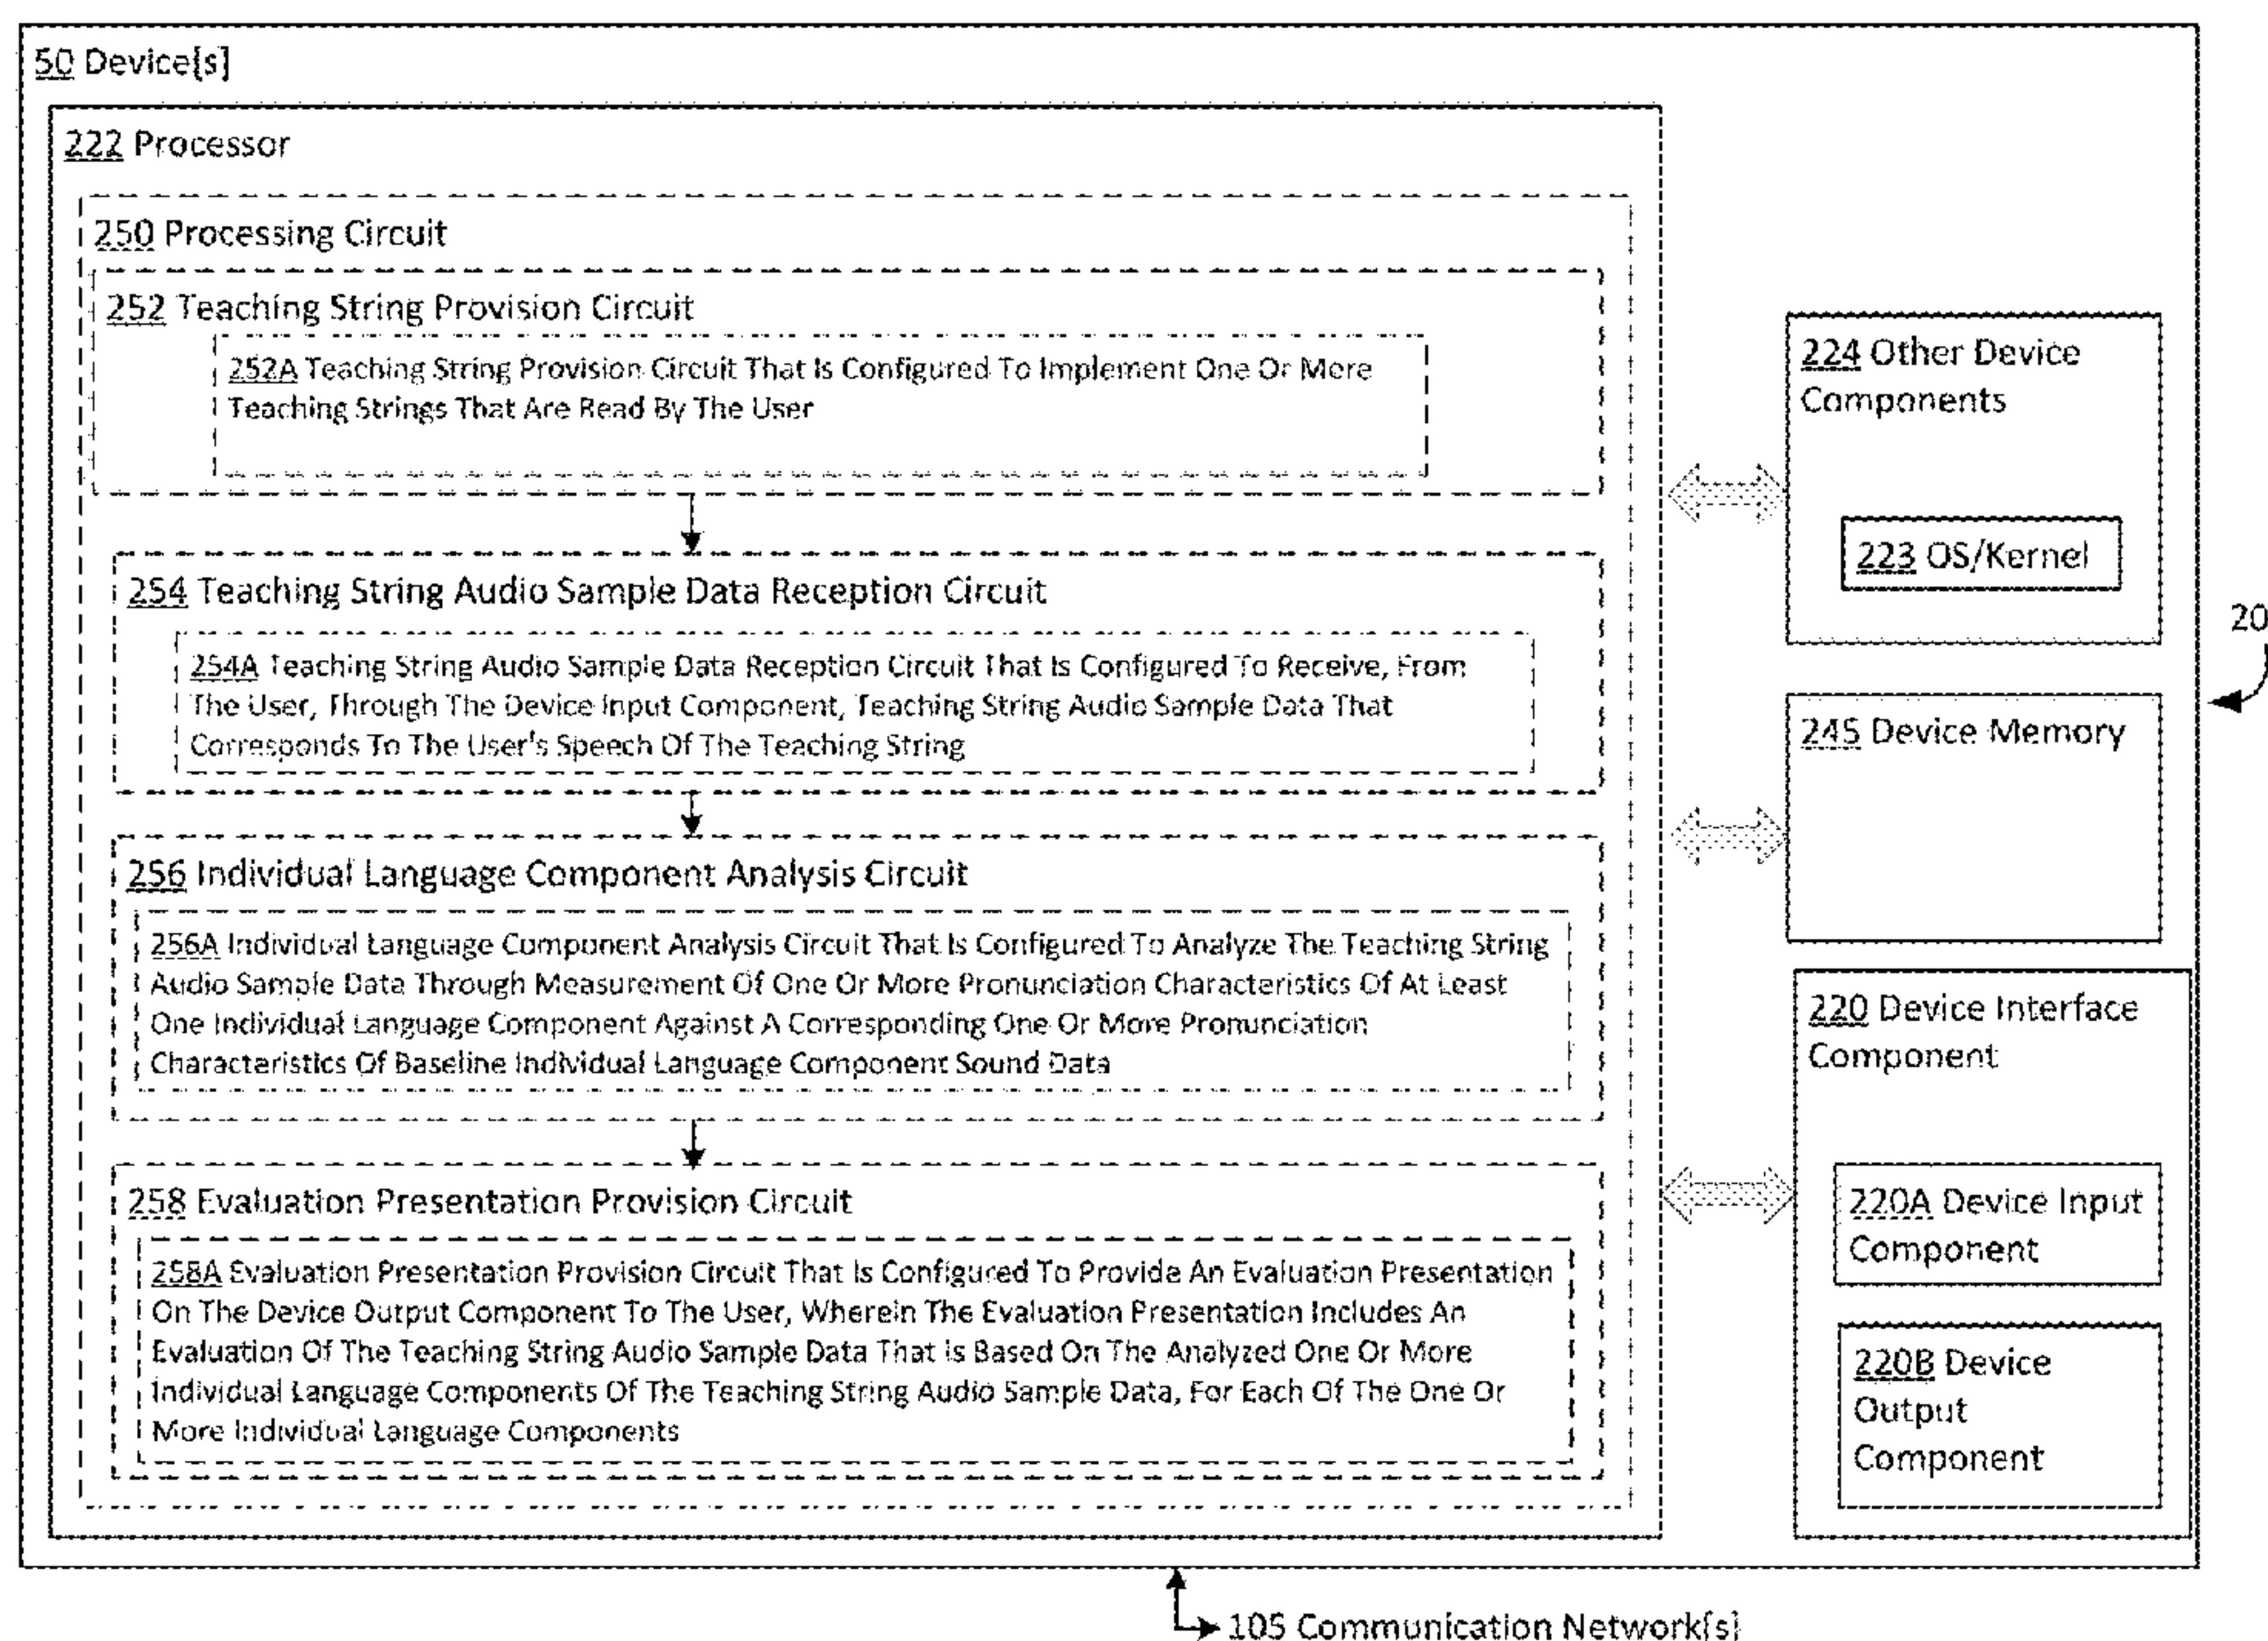 50 Device[s]
222 Processor
250 Processing Circuit
252 Teaching String Provision Circuit
252A Teaching String Provision Circuit That Is Configured To Implement One Or More
Teaching Strings That Are Read By The User
254 Teaching String Audio Sample Data Reception Circuit
254A Teaching String Audio Sample Data Reception Circuit That Is Configured To Receive, From
The User, Through The Device Input Component, Teaching String Audio Sample Data That
Corresponds To The User's Speech Of The Teaching String
256 Individual Language Component Analysis Circuit
256A Individual Language Component Analysis Circuit That Is Configured To Analyze The Teaching String
Audio Sample Data Through Measurement Of One Or More Pronunciation Characteristics Of At Least
One Individual Language Component Against A Corresponding One Or More Pronunciation
Characteristics Of Baseline Individual Language Component Sound Data
258 Evaluation Presentation Provision Circuit
258A Evaluation Presentation Provision Circuit That Is Configured To Provide An Evaluation Presentation
On The Device Output Component To The User, Wherein The Evaluation Presentation Includes An
Evaluation Of The Teaching String Audio Sample Data That Is Based On The Analyzed One Or More
Individual Language Components Of The Teaching String Audio Sample Data, For Each Of The One Or
More Individual Language Components
224 Other Device
Components
223 OS/Kernel
20
245 Device Memory
220 Device Interface
Component
220A Device Input
Component
220B Device
Output
Component
105 Communication Network[s]